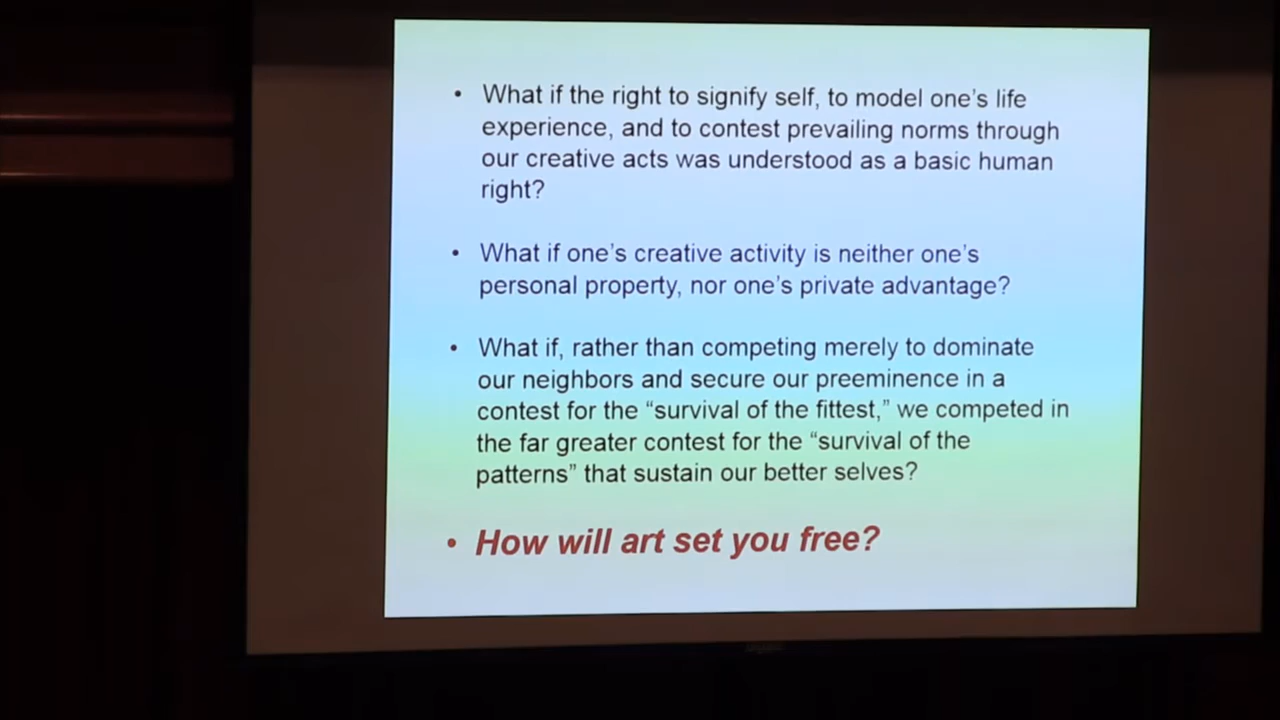 • What if the right to signify self, to model one's life
experience, and to contest prevailing norms through
our creative acts was understood as a basic human
right?
• What if one's creative activity is neither one's
personal property, nor one's private advantage?
• What if, rather than competing merely to dominate
our neighbors and secure our preeminence in a
contest for the “survival of the fittest,” we competed in
the far greater contest for the “survival of the
patterns” that sustain our better selves?
• How will art set you free?